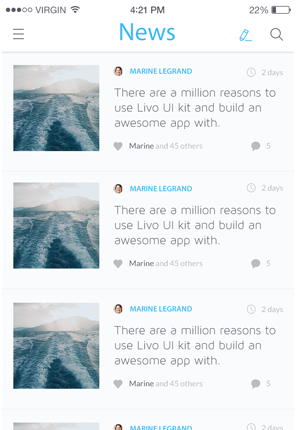 VIRGIN 4:21 PM 22%
News
MARINE LEGRAND 2 days
There are a million reasons to
use Livo UI kit and build an
awesome app with.
Marine and 45 others 5
MARINE LEGRAND 2 days
There are a million reasons to
use Livo UI kit and build an
awesome app with.
Marine and 45 others 5
MARINE LEGRAND 2 days
There are a million reasons to
use Livo UI kit and build an
awesome app with.
Marine and 45 others 5
MARINE LEGRAND 2 days